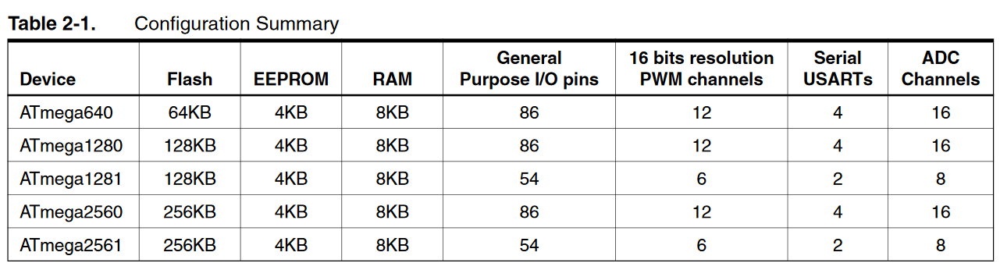 Table 2-1. Configuration Summary
Device Flash EEPROM RAM General Purpose I/O pins 16 bits resolution PWM channels Serial USARTs ADC Channels
ATmega640 64KB 4KB 8KB 86 12 4 16
ATmega1280 128KB 4KB 8KB 86 12 4 16
ATmega1281 128KB 4KB 8KB 54 6 2 8
ATmega2560 256KB 4KB 8KB 86 12 4 16
ATmega2561 256KB 4KB 8KB 54 6 2 8